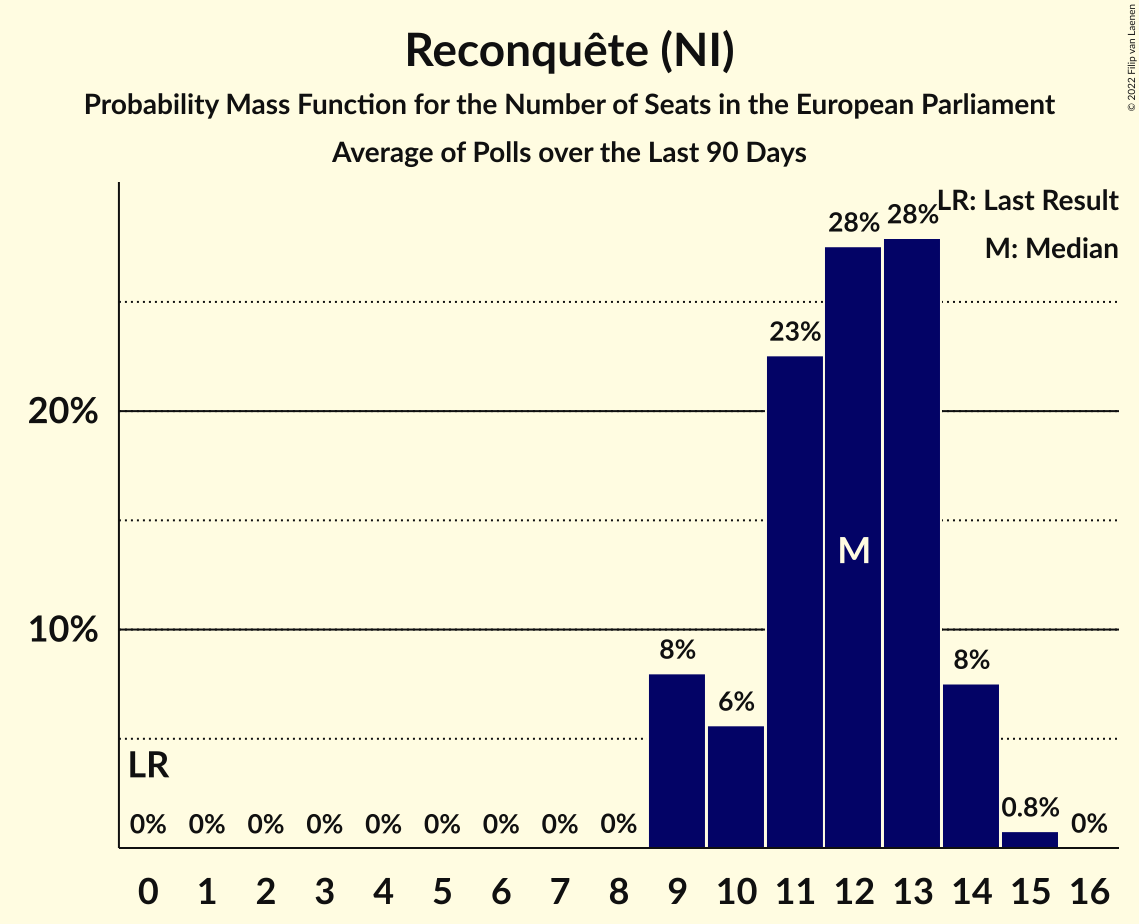 Reconquête (NI)
Probability Mass Function for the Number of Seats in the European Parliament
Average of Polls over the Last 90 Days
© 2022 Filip van Laenen
LR: Last Result
M: Median
28% 28%
23%
20%
M
10%
8% 8%
6%
LR
0% 0% 0% 0% 0% 0% 0% 0% 0% 0.8% 0%
0 1 2 3 4 5 6 7 8 9 10 11 12 13 14 15 16